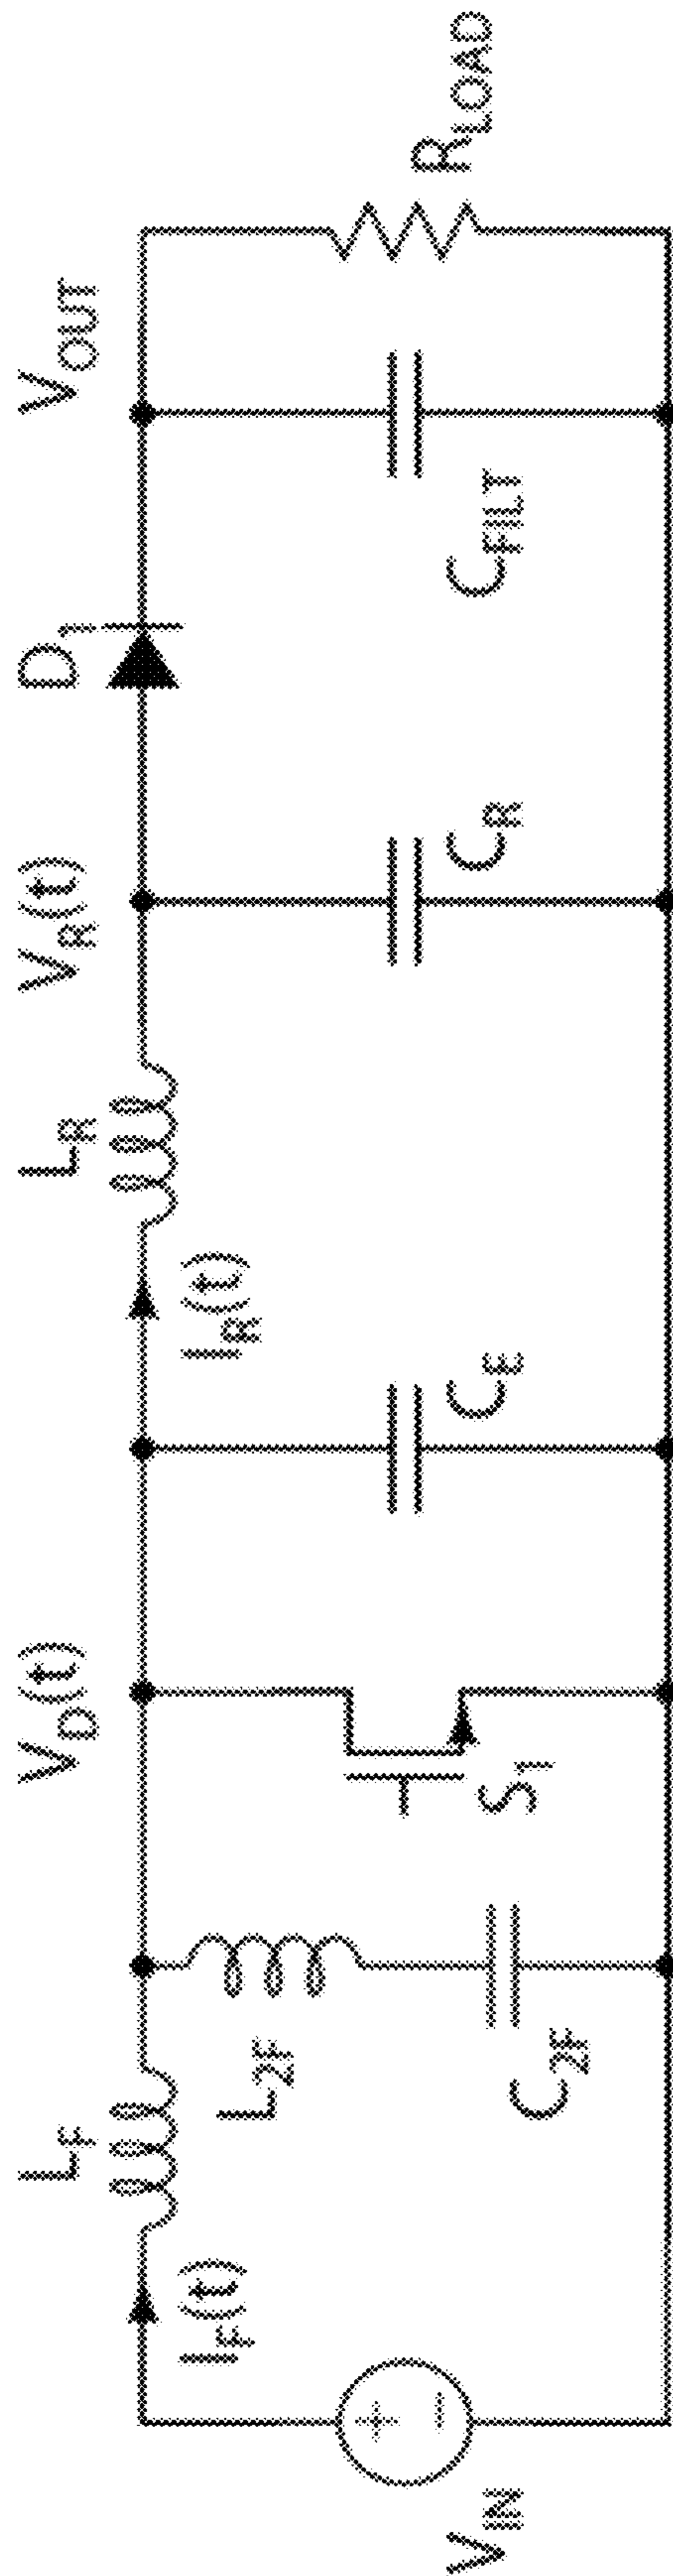 V_IN
I_F(t)
L_F
L_2F
C_2F
V_D(t)
S_1
C_E
I_R(t)
L_R
V_R(t)
C_R
D_1
C_FILT
V_OUT
R_LOAD
+
−